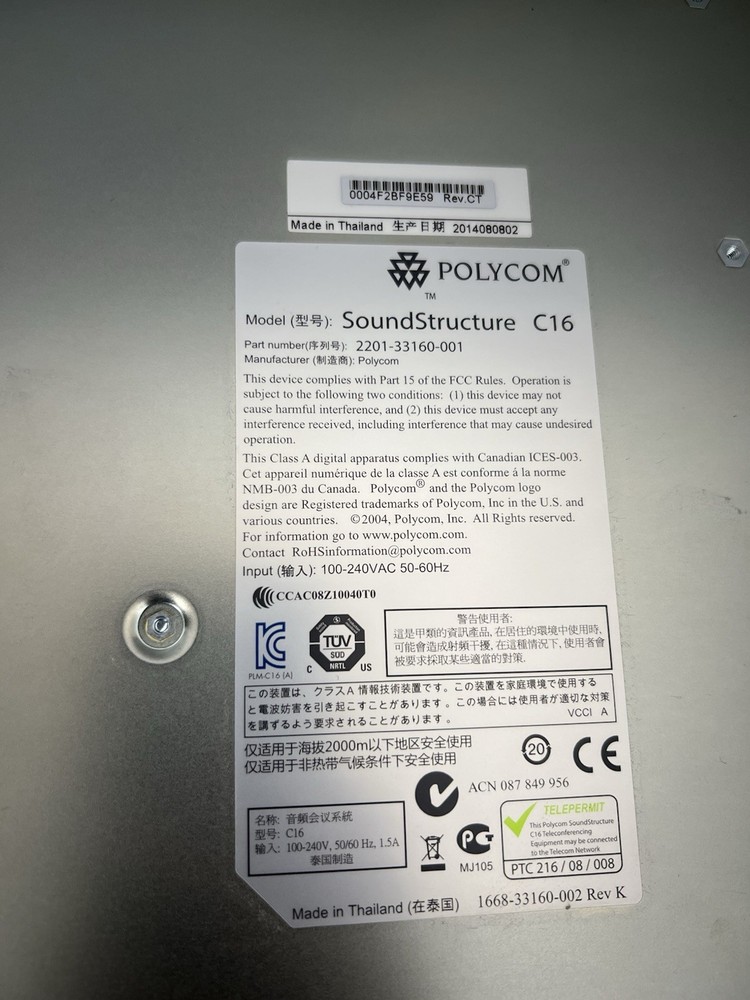 0004F2BF9E59 Rev.CT
Made in Thailand 生产日期 2014080802
POLYCOM®
TM
Model (型号): SoundStructure C16
Part number(序列号): 2201-33160-001
Manufacturer (制造商): Polycom
This device complies with Part 15 of the FCC Rules. Operation is
subject to the following two conditions: (1) this device may not
cause harmful interference, and (2) this device must accept any
interference received, including interference that may cause undesired
operation.
This Class A digital apparatus complies with Canadian ICES-003.
Cet appareil numérique de la classe A est conforme á la norme
NMB-003 du Canada. Polycom® and the Polycom logo
design are Registered trademarks of Polycom, Inc in the U.S. and
various countries. ©2004, Polycom, Inc. All Rights reserved.
For information go to www.polycom.com.
Contact RoHSinformation@polycom.com
Input (输入): 100-240VAC 50-60Hz
CCAC08Z10040T0
PLM-C16 (A)
TÜV
SÜD
NRTL
C US
警告使用者:
這是甲類的資訊產品, 在居住的環境中使用時,
可能會造成射頻干擾, 在這種情況下, 使用者會
被要求採取某些適當的對策.
この装置は、クラスA 情報技術装置です。この装置を家庭環境で使用する
と電波妨害を引き起こすことがあります。この場合には使用者が適切な対策
を講ずるよう要求されることがあります。 VCCI A
仅适用于海拔2000m以下地区安全使用
仅适用于非热带气候条件下安全使用
20
CE
ACN 087 849 956
名称: 音頻会议系統
型号: C16
输入: 100-240V, 50/60 Hz, 1.5A
泰国制造
MJ105
TELEPERMIT
This Polycom SoundStructure
C16 Teleconferencing
Equipment may be connected
to the Telecom Network
PTC 216 / 08 / 008
Made in Thailand (在泰国) 1668-33160-002 Rev K